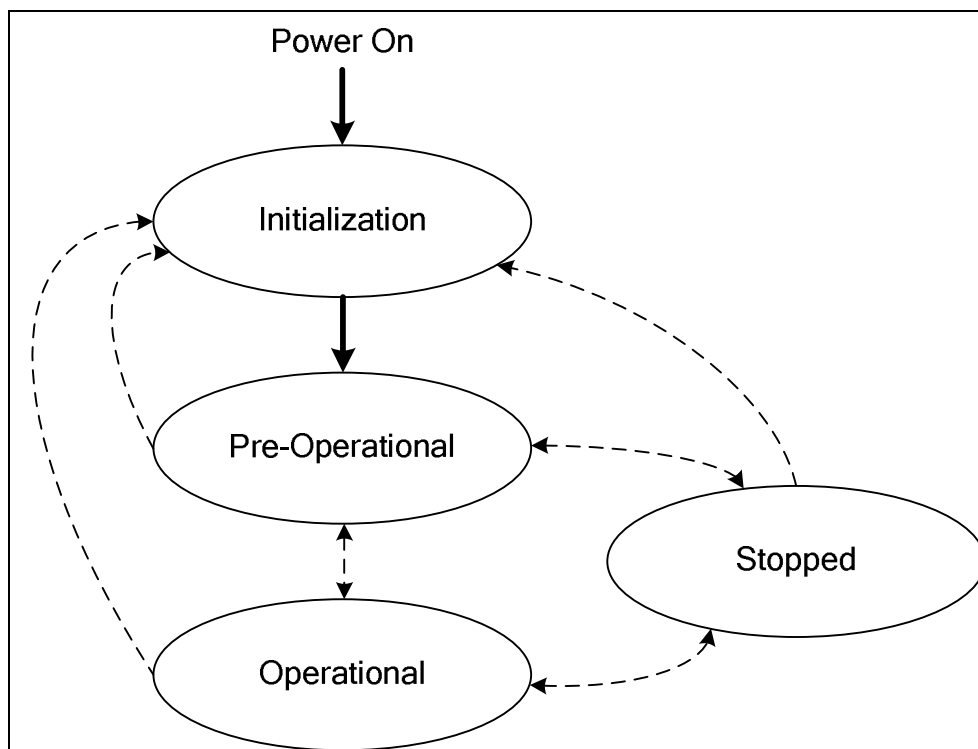 Power On
Initialization
Pre-Operational
Stopped
Operational